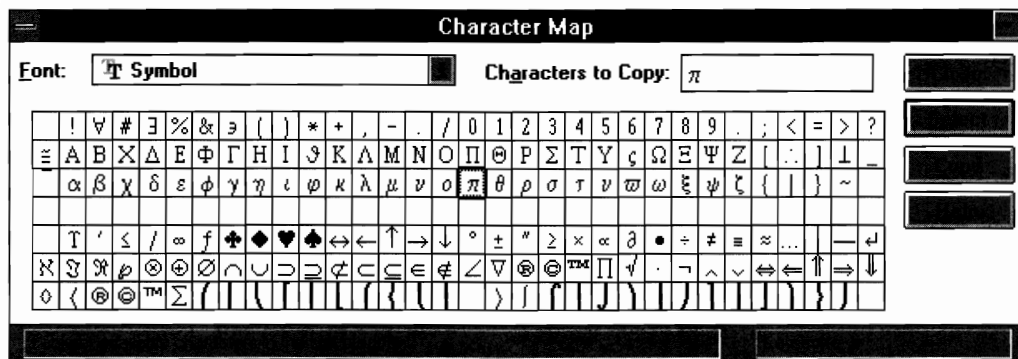 Character Map
Font: Symbol Characters to Copy: π
! ∀ # ∃ % & ∍ ( ) * + , − . / 0 1 2 3 4 5 6 7 8 9 . ; < = > ?
≅ Α Β Χ Δ Ε Φ Γ Η Ι ϑ Κ Λ Μ Ν Ο Π Θ Ρ Σ Τ Υ ς Ω Ξ Ψ Ζ [ ∴ ] ⊥ _
α β χ δ ε φ γ η ι φ κ λ μ ν ο π θ ρ σ τ υ ϖ ω ξ ψ ζ { | } ~
ϒ ′ ≤ / ∞ ƒ ♣ ♦ ♥ ♠ ↔ ← ↑ → ↓ ° ± ″ ≥ × ∝ ∂ • ÷ ≠ ≡ ≈ … | — ↵
ℵ ℑ ℜ ℘ ⊗ ⊕ ∅ ∩ ∪ ⊃ ⊇ ⊄ ⊂ ⊆ ∈ ∉ ∠ ∇ ® © ™ ∏ √ · ¬ ^ ⌄ ⇔ ⇐ ⇑ ⇒ ⇓
◊ 〈 ® © ™ ∑ ⎛ ⎜ ⎝ ⎡ ⎢ ⎣ ⎧ ⎨ ⎩ ⎪ 〉 ∫ ⌠ ⎮ ⌡ ⎞ ⎟ ⎠ ⎤ ⎥ ⎦ ⎫ ⎬ ⎭